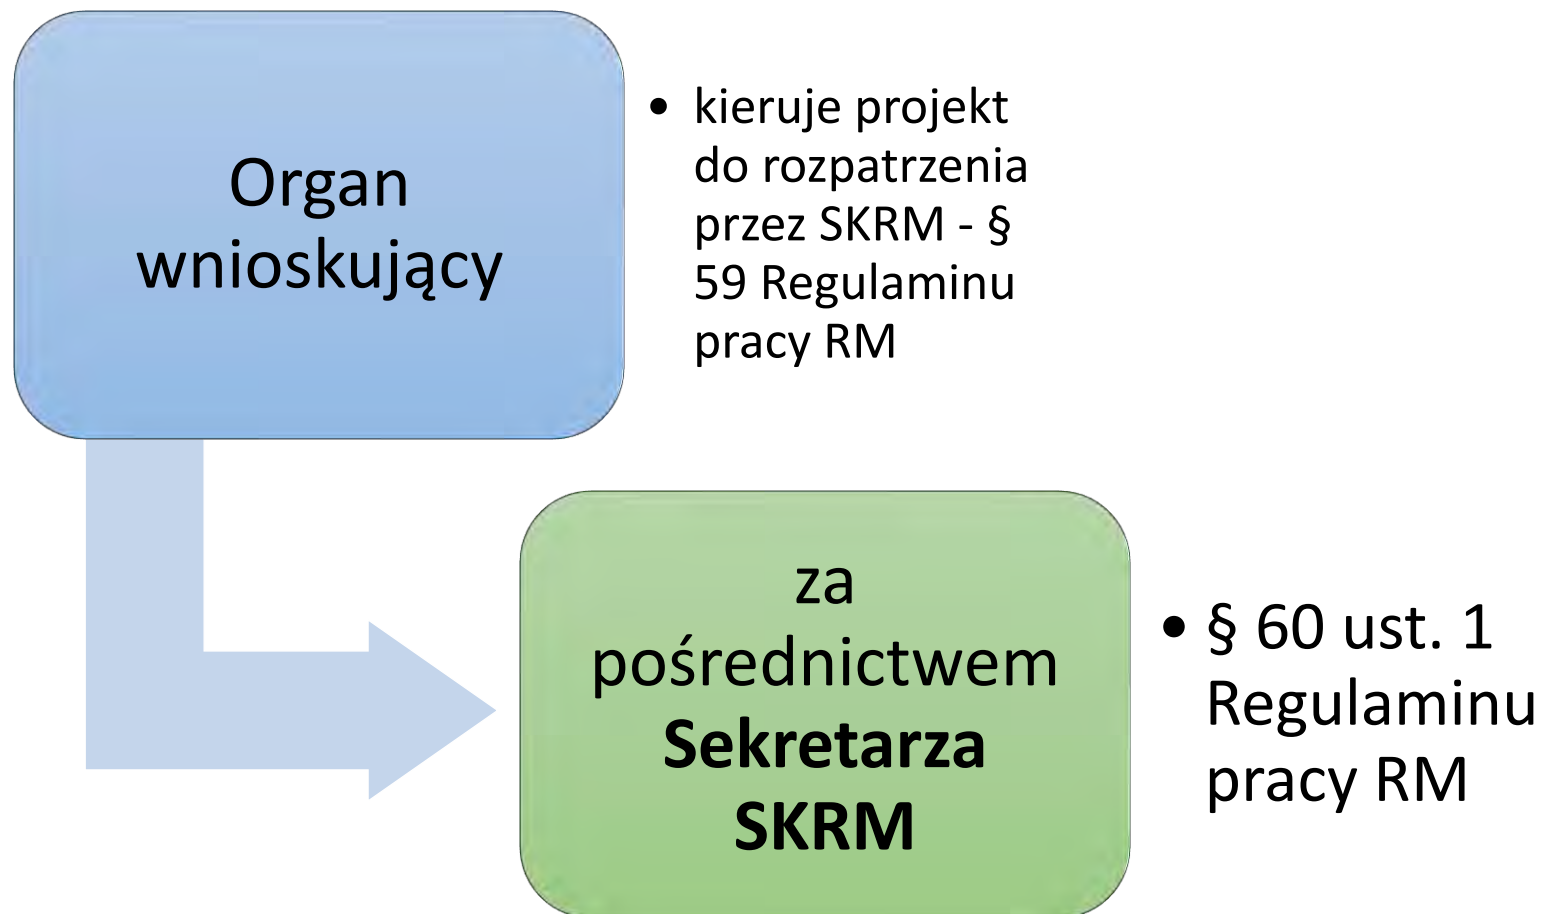 Organ
wnioskujący
• kieruje projekt
do rozpatrzenia
przez SKRM - §
59 Regulaminu
pracy RM
za
pośrednictwem
Sekretarza
SKRM
• § 60 ust. 1
Regulaminu
pracy RM